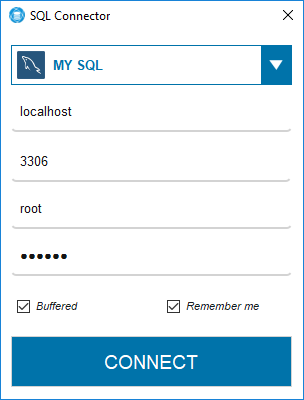 SQL Connector
MY SQL
localhost
3306
root
••••••
Buffered
Remember me
CONNECT